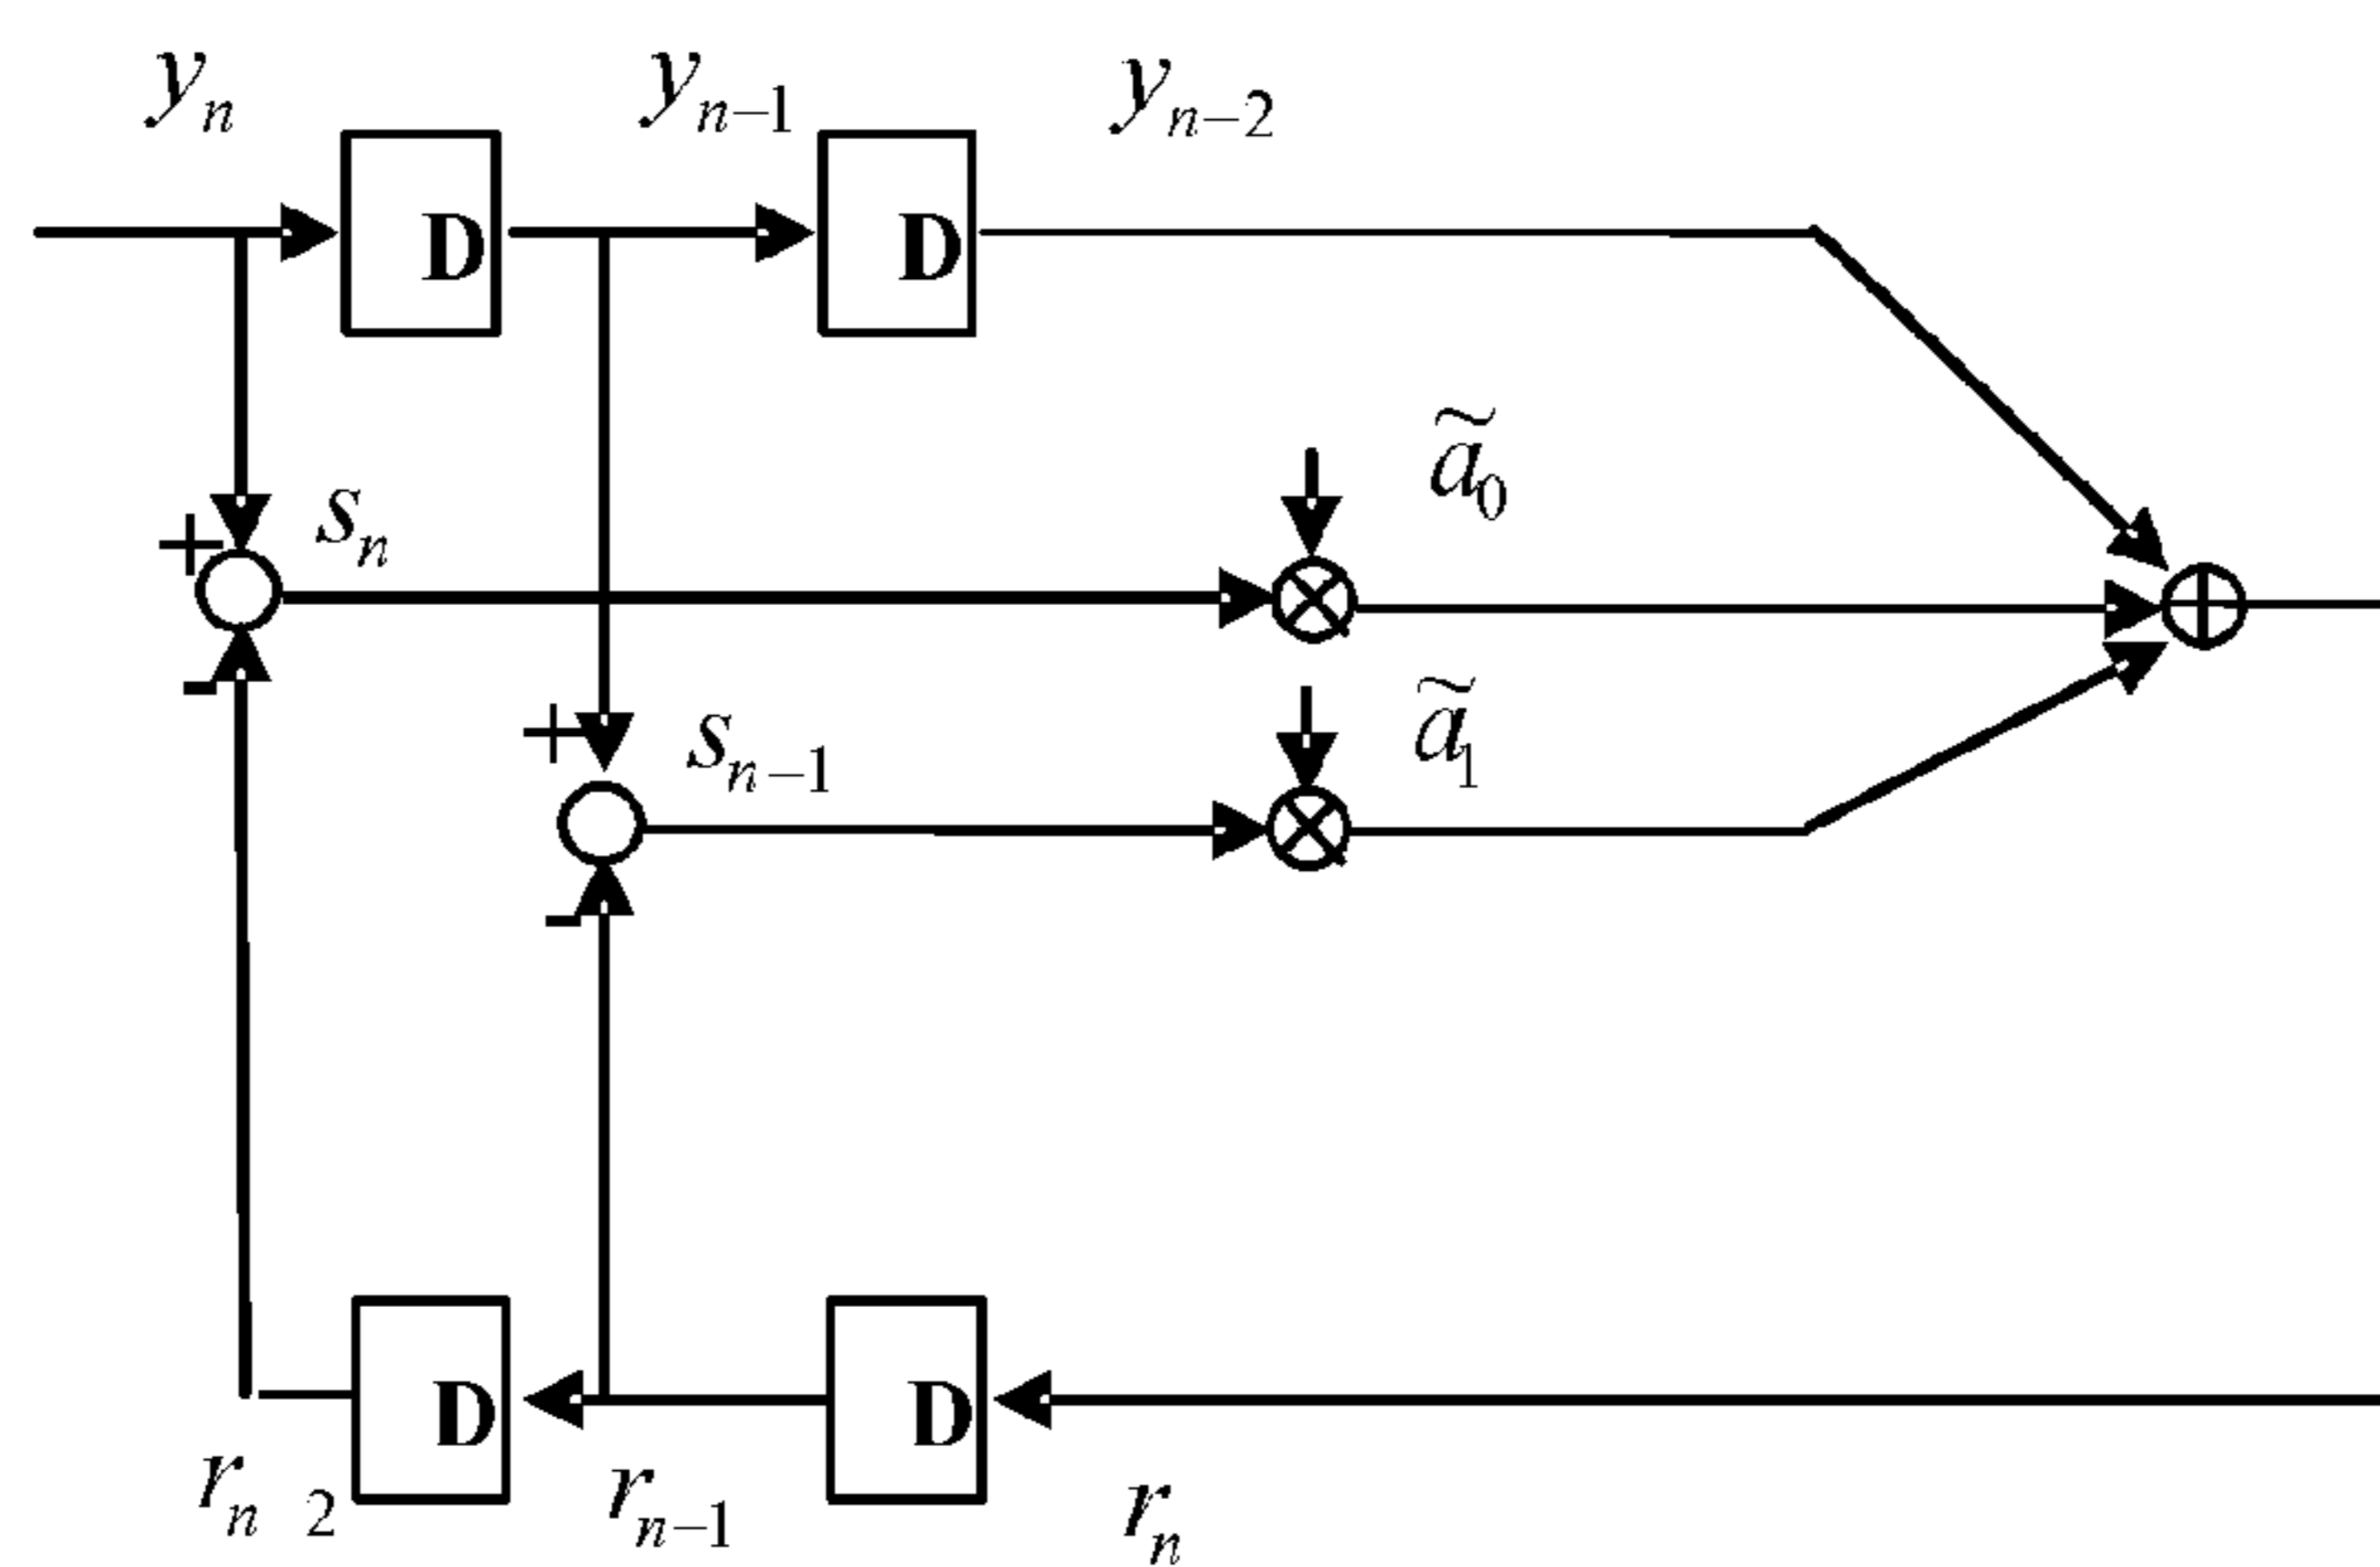 yₙ yₙ₋₁ yₙ₋₂
D D
ã₀
+ sₙ
-
ã₁
+ sₙ₋₁
-
D D
rₙ ₂ rₙ₋₁ rₙ